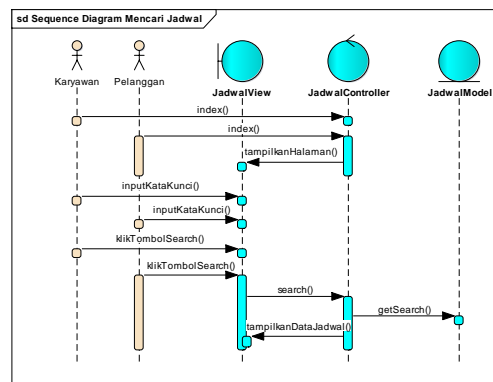 sd Sequence Diagram Mencari Jadwal
Karyawan
Pelanggan
JadwalView
JadwalController
JadwalModel
index()
index()
tampilkanHalaman()
inputKataKunci()
inputKataKunci()
klikTombolSearch()
klikTombolSearch()
search()
getSearch()
tampilkanDataJadwal()